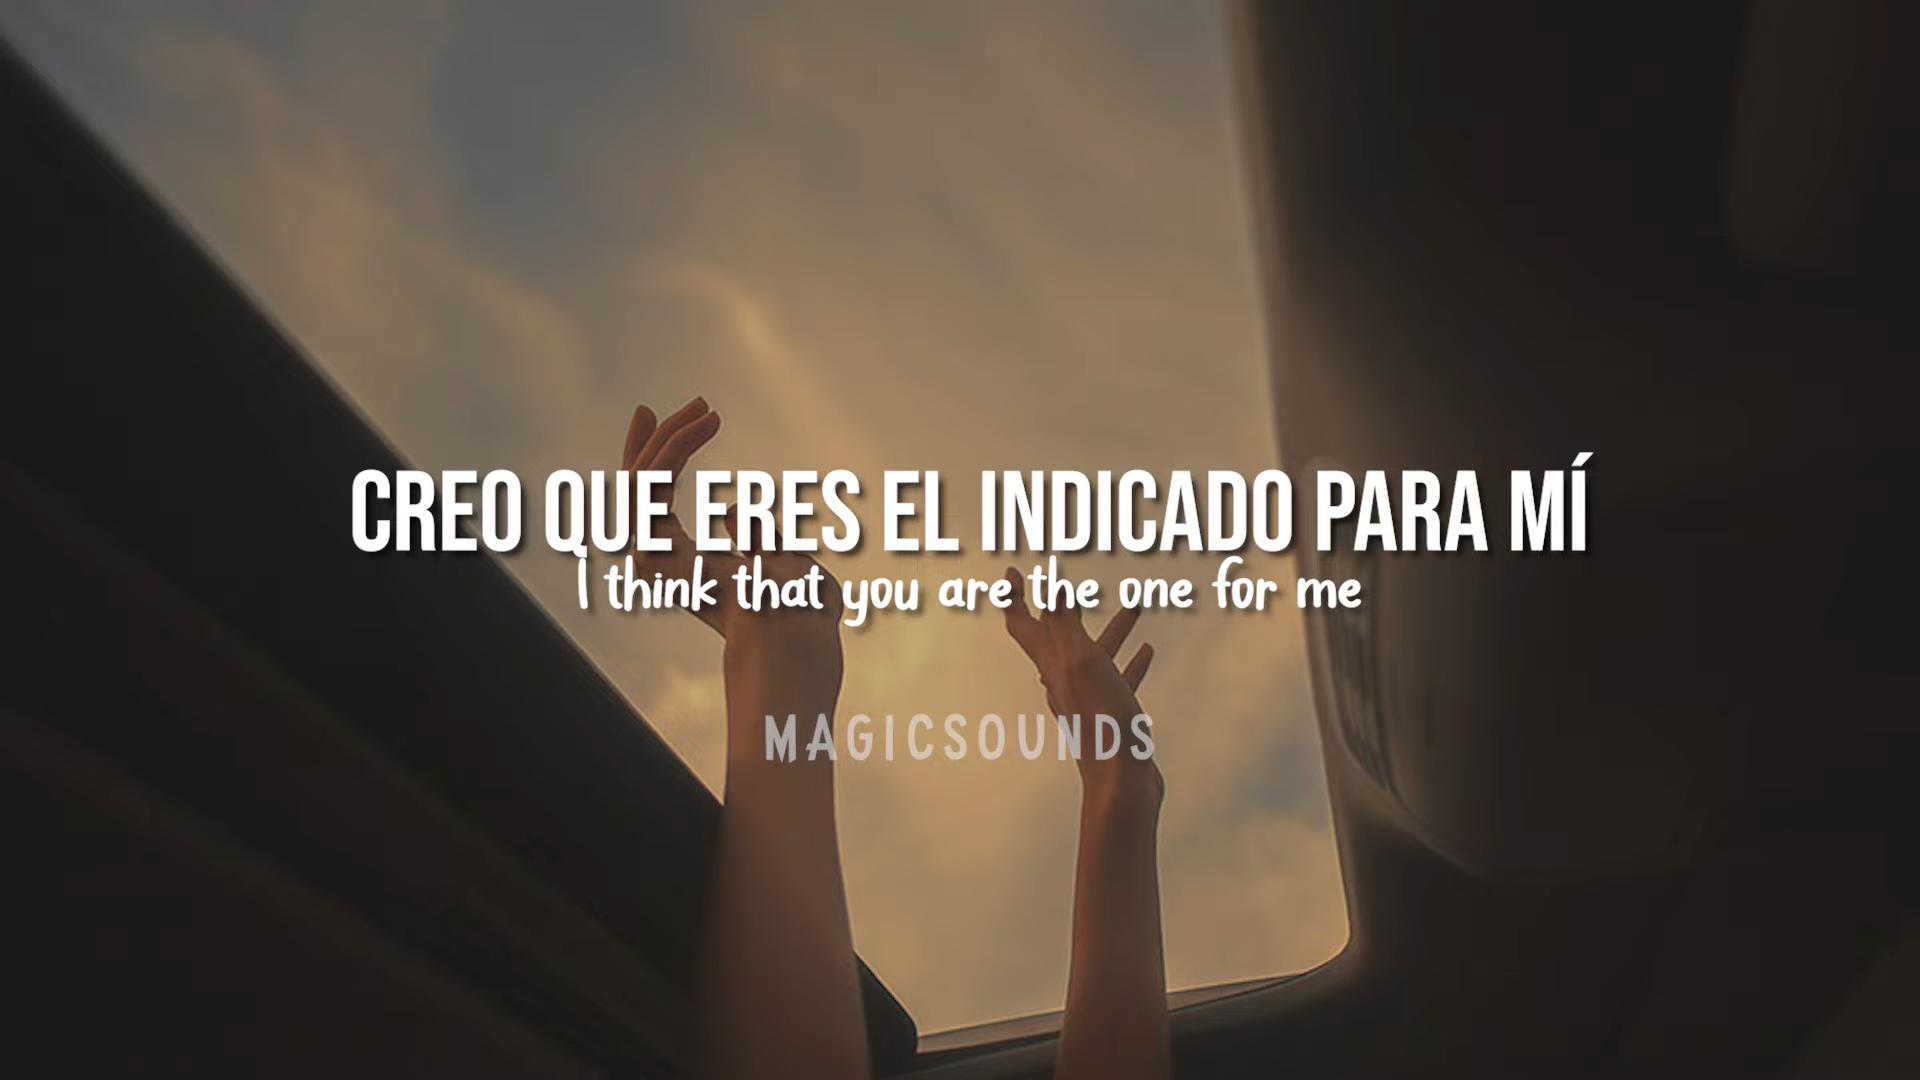 CREO QUE ERES EL INDICADO PARA MÍ
I think that you are the one for me
MAGICSOUNDS